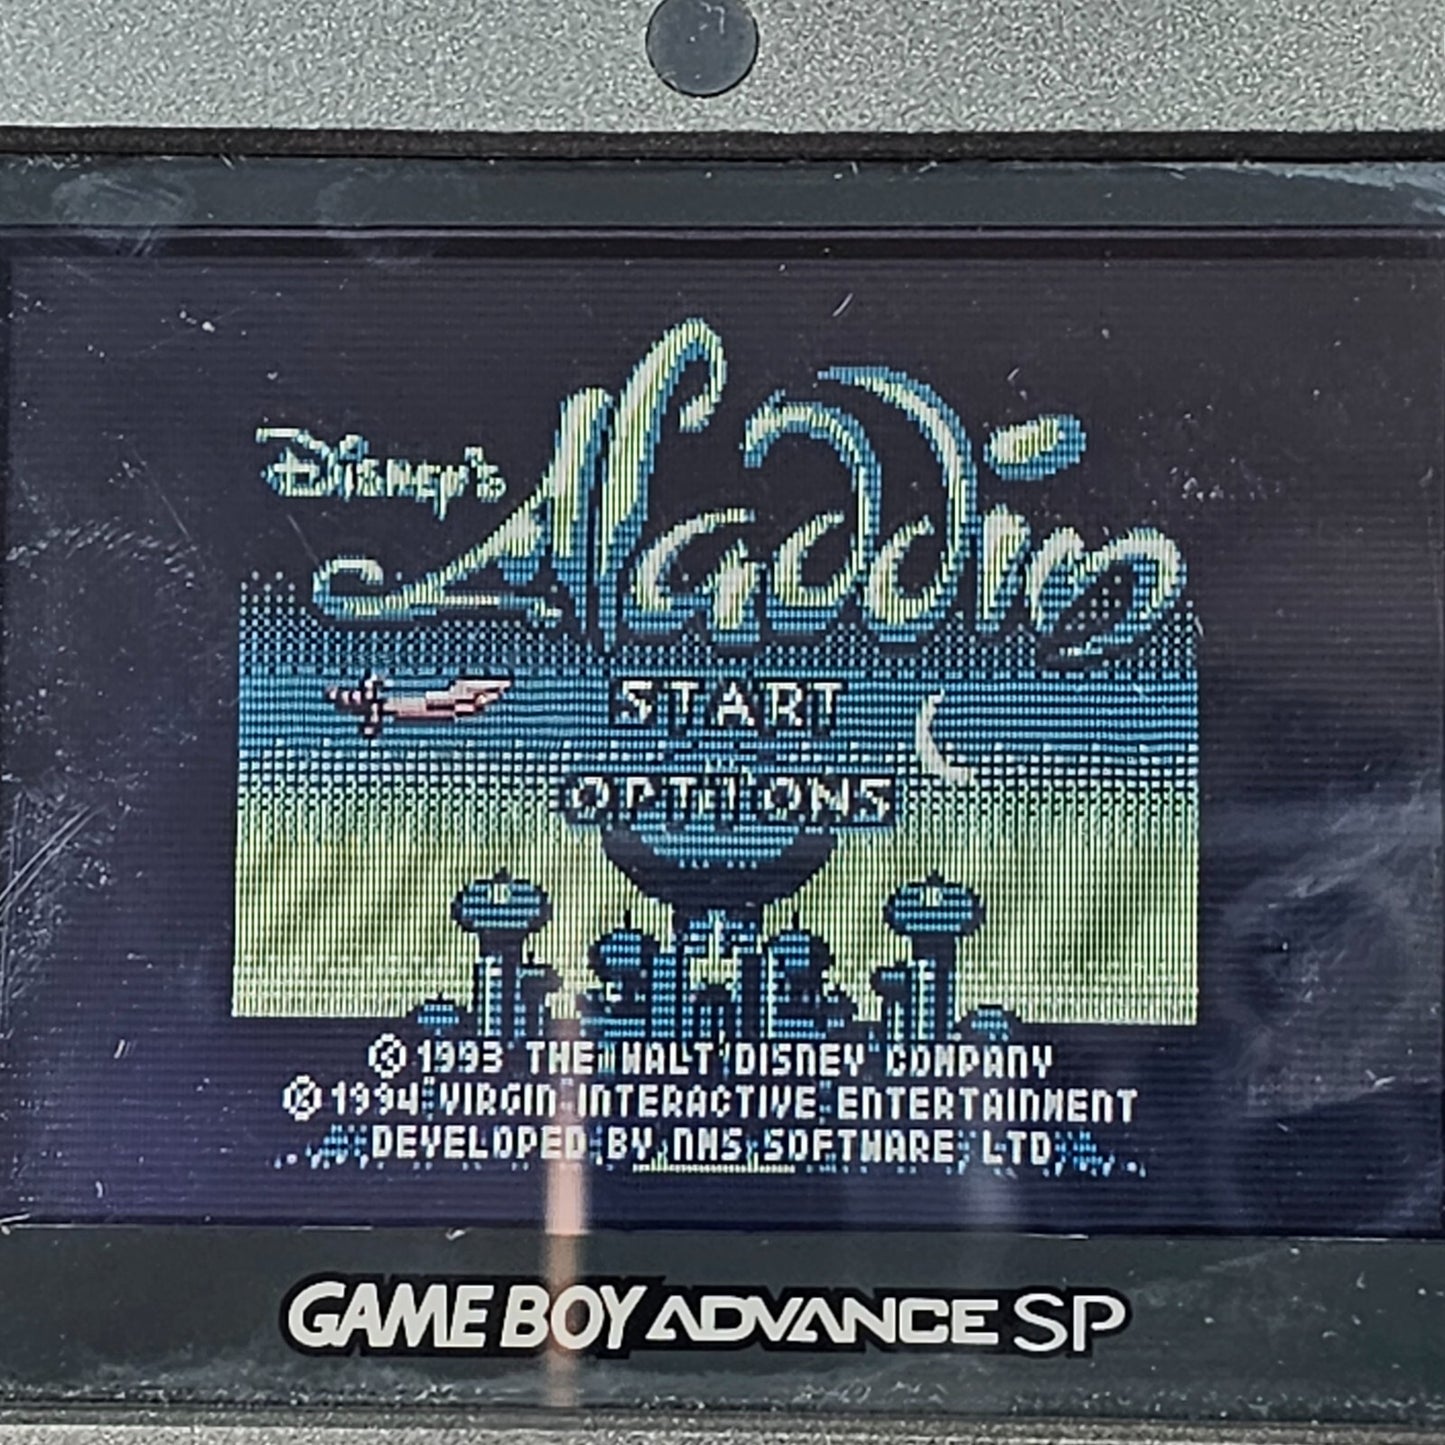 Disney's
Aladdin
START
OPTIONS
© 1993 THE WALT DISNEY COMPANY
© 1994 VIRGIN INTERACTIVE ENTERTAINMENT
DEVELOPED BY NMS SOFTWARE LTD
GAME BOY ADVANCE SP